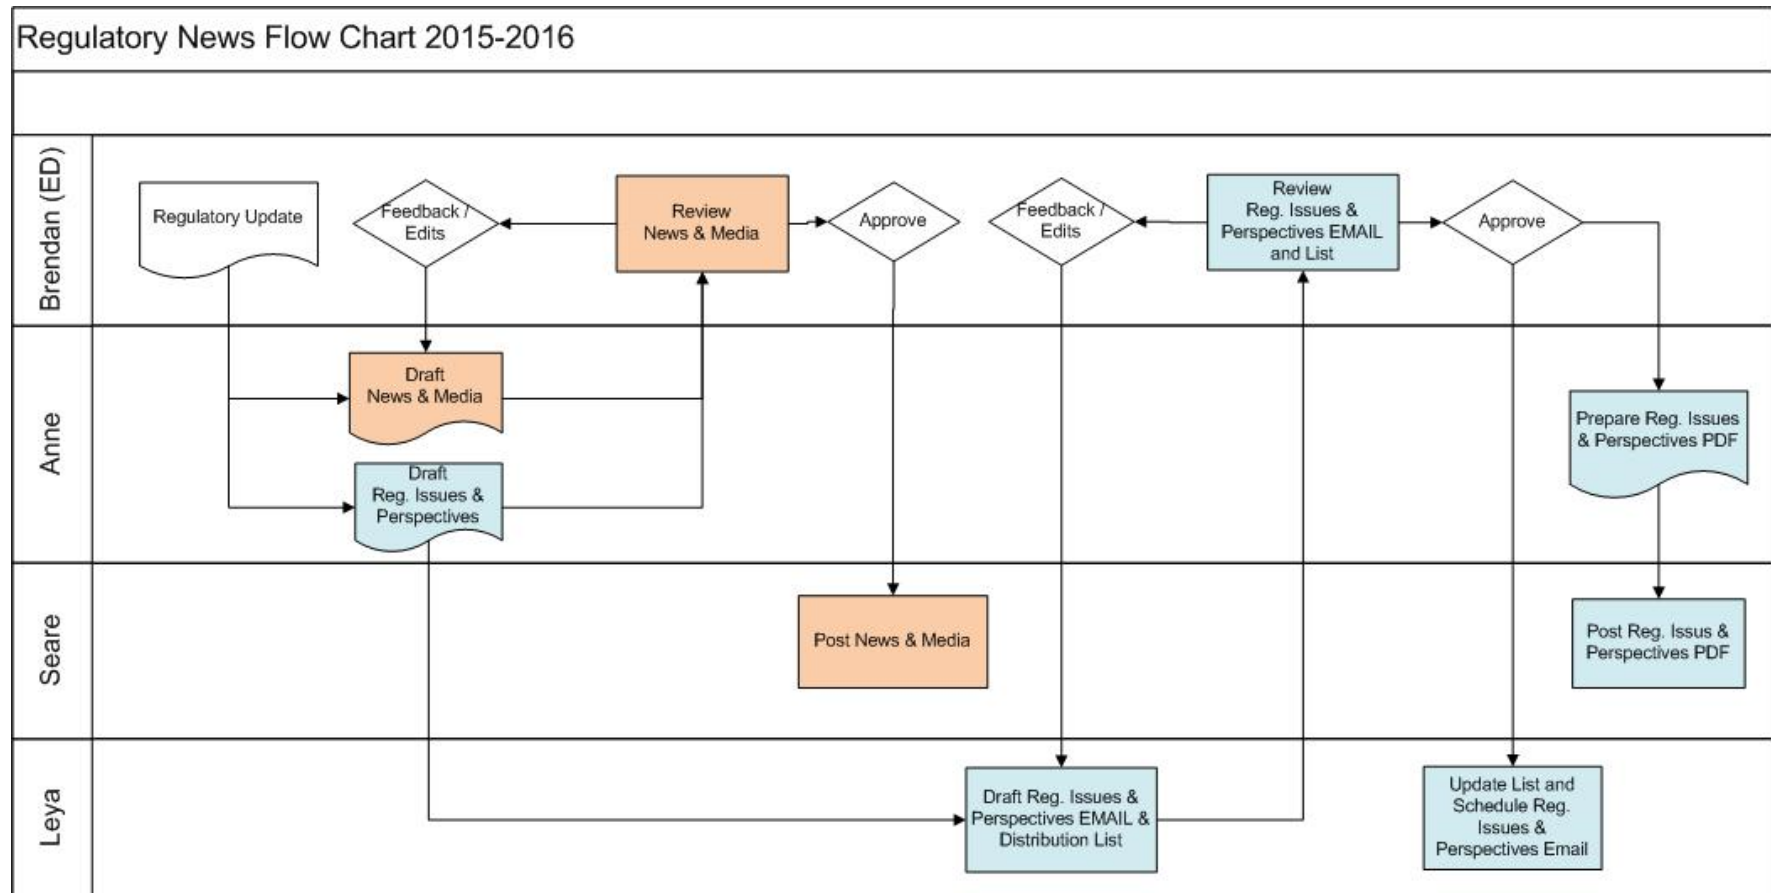 Regulatory News Flow Chart 2015-2016
Brendan (ED)
Regulatory Update
Feedback /
Edits
Review
News & Media
Approve
Feedback /
Edits
Review
Reg. Issues &
Perspectives EMAIL
and List
Approve
Anne
Draft
News & Media
Draft
Reg. Issues &
Perspectives
Prepare Reg. Issues
& Perspectives PDF
Seare
Post News & Media
Post Reg. Issus &
Perspectives PDF
Leya
Draft Reg. Issues &
Perspectives EMAIL &
Distribution List
Update List and
Schedule Reg.
Issues &
Perspectives Email